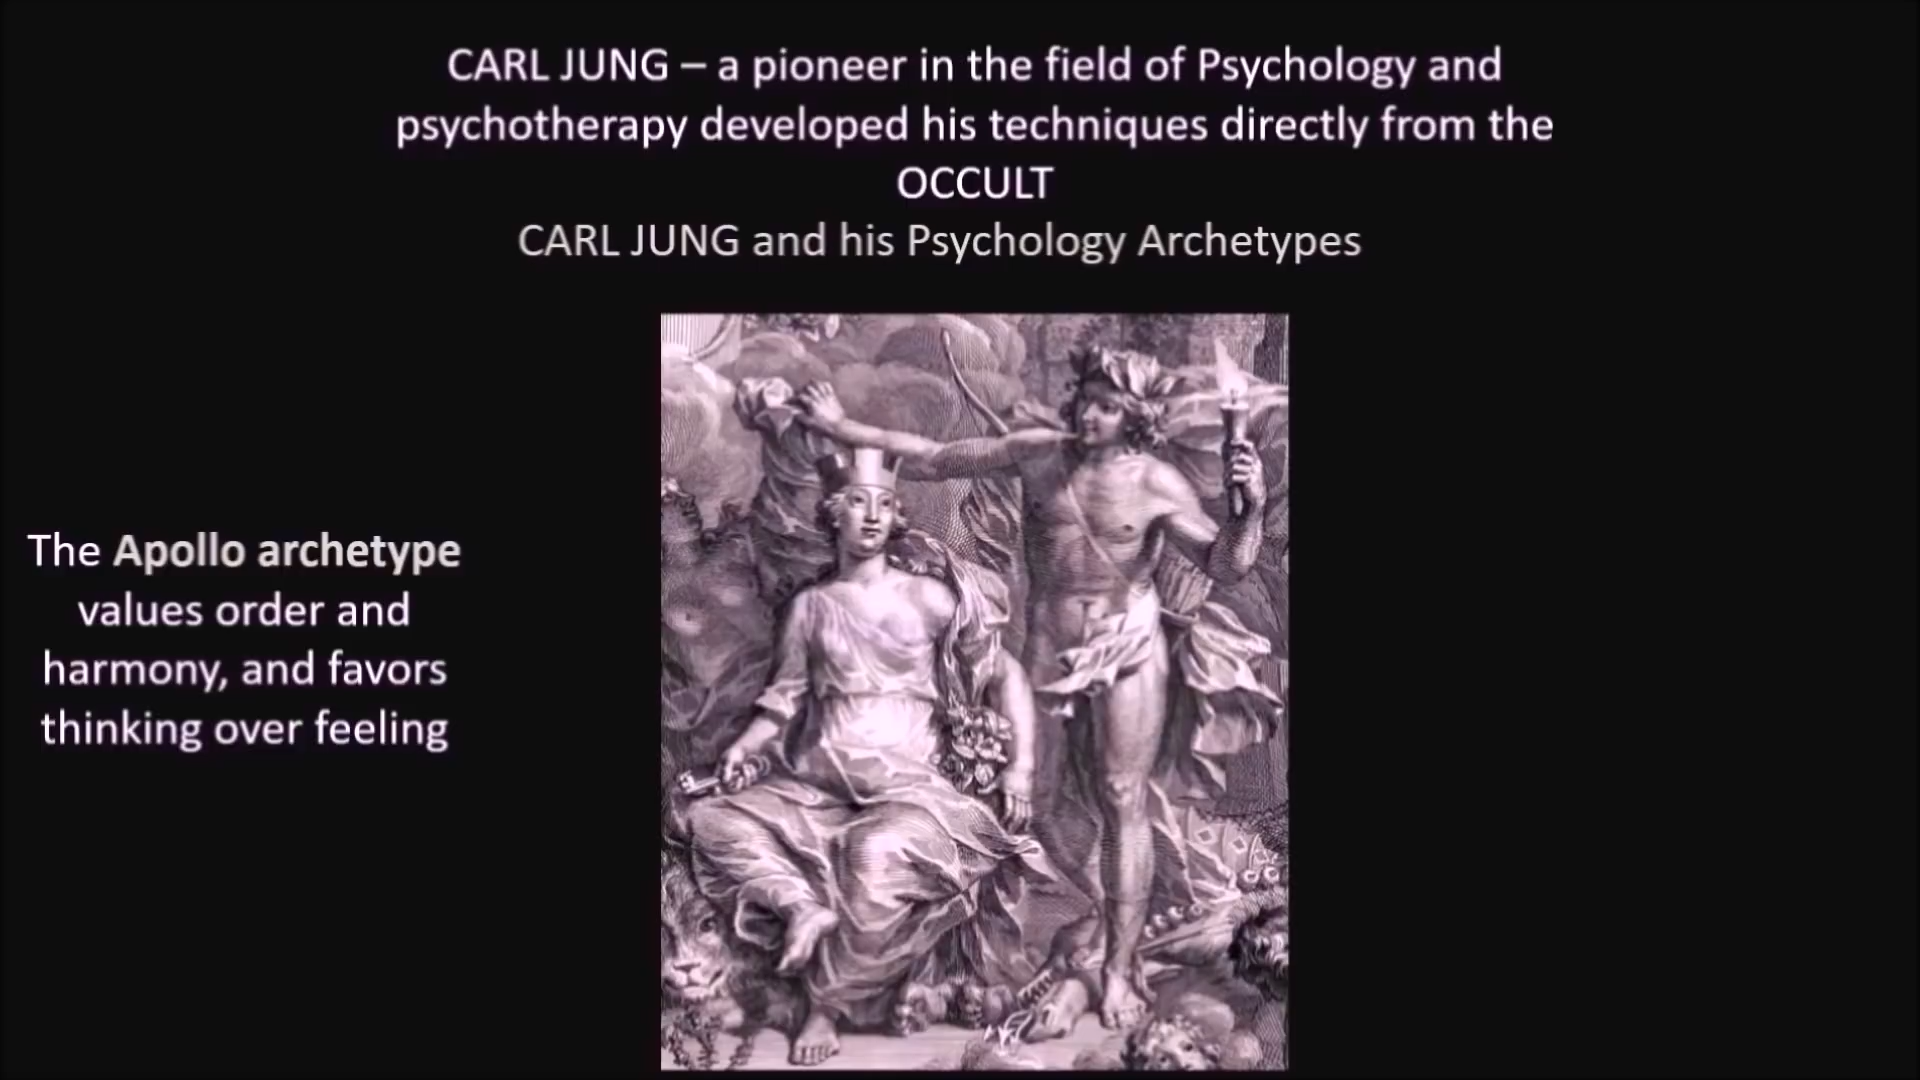 CARL JUNG – a pioneer in the field of Psychology and
psychotherapy developed his techniques directly from the
OCCULT
CARL JUNG and his Psychology Archetypes
The Apollo archetype
values order and
harmony, and favors
thinking over feeling